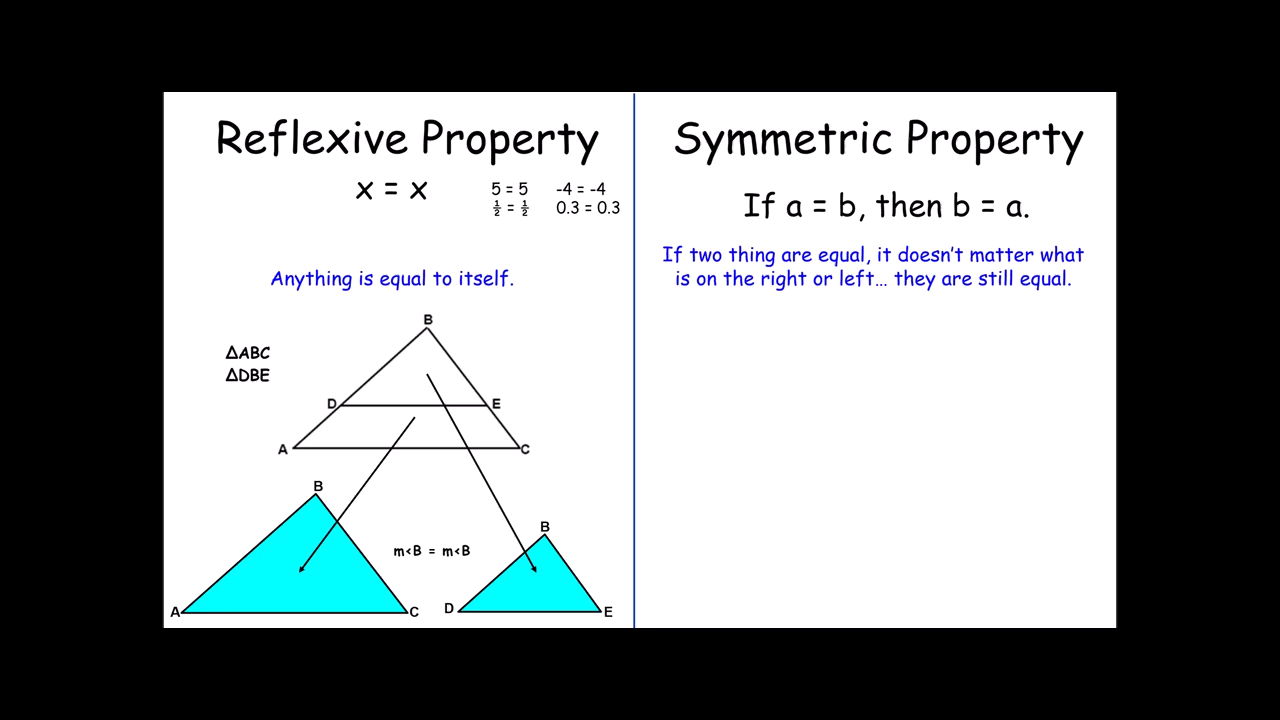 Reflexive Property
x = x
5 = 5 -4 = -4
½ = ½ 0.3 = 0.3
Anything is equal to itself.
B
ΔABC
ΔDBE
D E
A C
B
B
m<B = m<B
A C D E
Symmetric Property
If a = b, then b = a.
If two thing are equal, it doesn't matter what
is on the right or left... they are still equal.